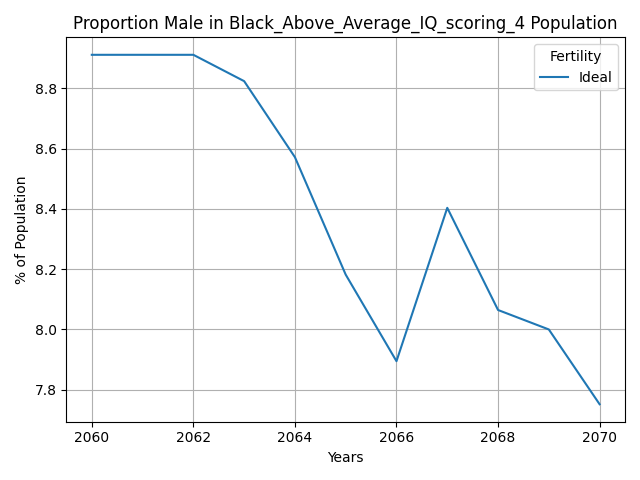 Proportion Male in Black_Above_Average_IQ_scoring_4 Population
Fertility
Ideal
% of Population
8.8
8.6
8.4
8.2
8.0
7.8
2060 2062 2064 2066 2068 2070
Years